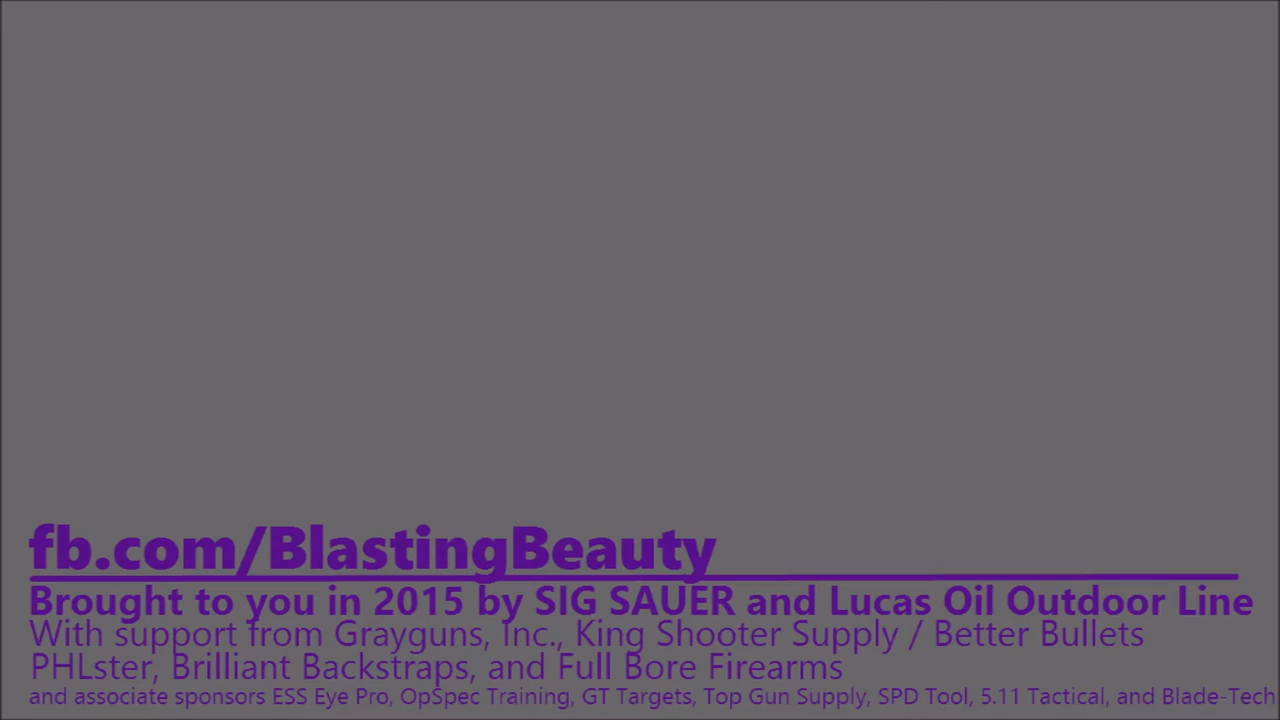 fb.com/BlastingBeauty
Brought to you in 2015 by SIG SAUER and Lucas Oil Outdoor Line
With support from Grayguns, Inc., King Shooter Supply / Better Bullets
PHLster, Brilliant Backstraps, and Full Bore Firearms
and associate sponsors ESS Eye Pro, OpSpec Training, GT Targets, Top Gun Supply, SPD Tool, 5.11 Tactical, and Blade-Tech